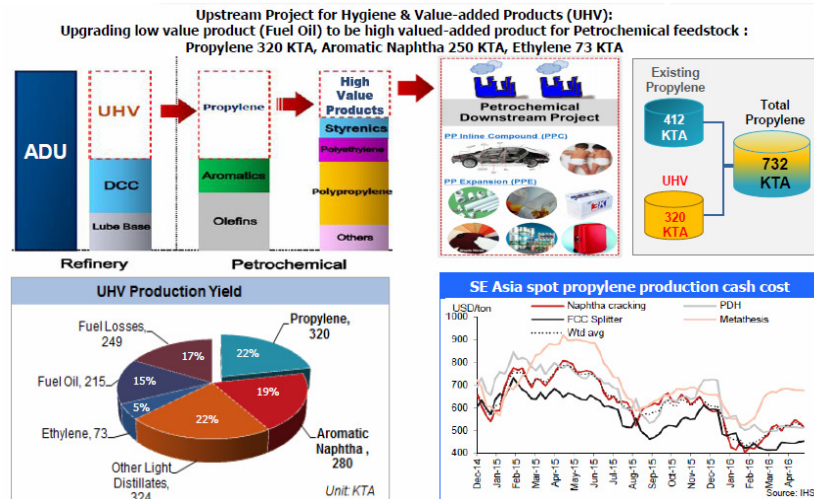 Upstream Project for Hygiene & Value-added Products (UHV):
Upgrading low value product (Fuel Oil) to be high valued-added product for Petrochemical feedstock :
Propylene 320 KTA, Aromatic Naphtha 250 KTA, Ethylene 73 KTA
ADU
UHV
DCC
Lube Base
Propylene
Aromatics
Olefins
High
Value
Products
Styrenics
Polyethylene
Polypropylene
Others
Refinery
Petrochemical
Petrochemical
Downstream Project
PP Inline Compound (PPC)
PP Expansion (PPE)
Existing
Propylene
412
KTA
UHV
320
KTA
Total
Propylene
732
KTA
UHV Production Yield
Fuel Losses,
249
17%
Propylene,
320
22%
Fuel Oil, 215
15%
19%
5%
22%
Ethylene, 73
Aromatic
Naphtha ,
280
Other Light
Distillates,
324
Unit: KTA
SE Asia spot propylene production cash cost
USD/ton
Naphtha cracking
PDH
FCC Splitter
Metathesis
Wtd avg
900
800
700
600
500
400
Dec-14
Jan-15
Feb-15
Mar-15
Apr-15
May-15
Jun-15
Jul-15
Aug-15
Sep-15
Oct-15
Nov-15
Dec-15
Jan-16
Feb-16
Mar-16
Apr-16
Source: IHS